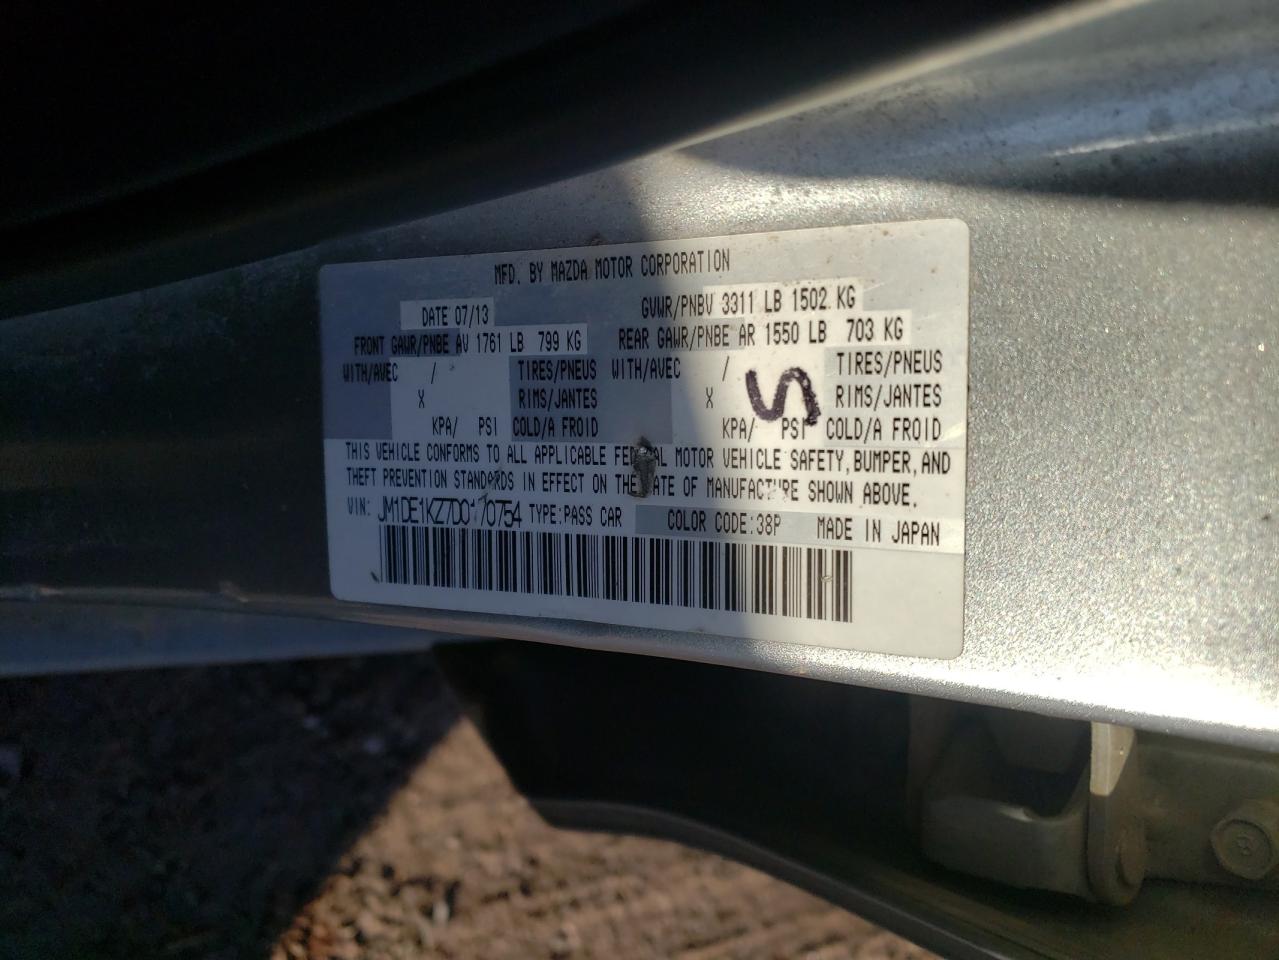 MFD. BY MAZDA MOTOR CORPORATION
DATE 07/13 GVWR/PNBV 3311 LB 1502 KG
FRONT GAWR/PNBE AV 1761 LB 799 KG REAR GAWR/PNBE AR 1550 LB 703 KG
WITH/AVEC / TIRES/PNEUS WITH/AVEC / TIRES/PNEUS
X RIMS/JANTES X RIMS/JANTES
KPA/ PSI COLD/A FROID KPA/ PSI COLD/A FROID
THIS VEHICLE CONFORMS TO ALL APPLICABLE FEDERAL MOTOR VEHICLE SAFETY, BUMPER, AND
THEFT PREVENTION STANDARDS IN EFFECT ON THE DATE OF MANUFACTURE SHOWN ABOVE.
VIN: JM1DE1KZ7D0170754 TYPE:PASS CAR COLOR CODE:38P MADE IN JAPAN